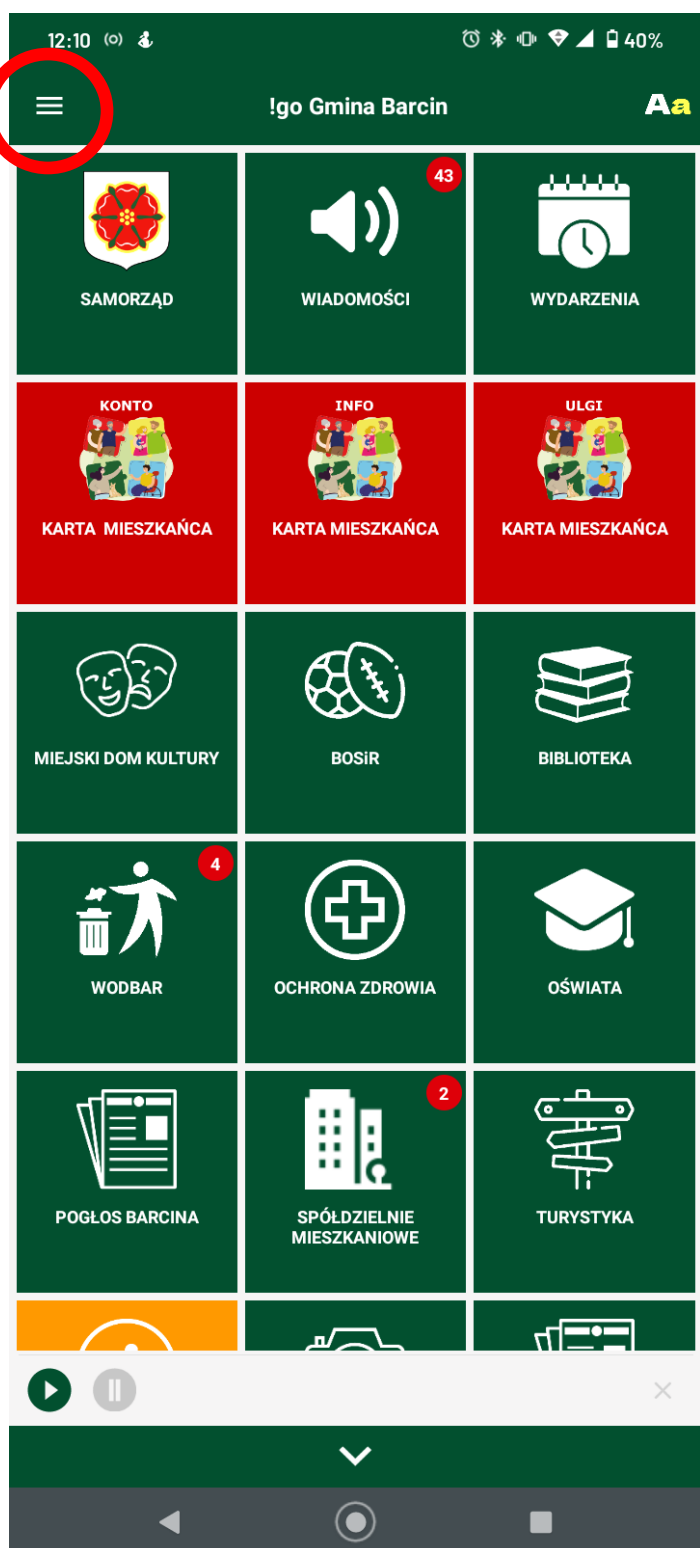 12:10
40%
!go Gmina Barcin
Aa
SAMORZĄD
43
WIADOMOŚCI
WYDARZENIA
KONTO
KARTA MIESZKAŃCA
INFO
KARTA MIESZKAŃCA
ULGI
KARTA MIESZKAŃCA
MIEJSKI DOM KULTURY
BOSiR
BIBLIOTEKA
4
WODBAR
OCHRONA ZDROWIA
OŚWIATA
POGŁOS BARCINA
2
SPÓŁDZIELNIE
MIESZKANIOWE
TURYSTYKA